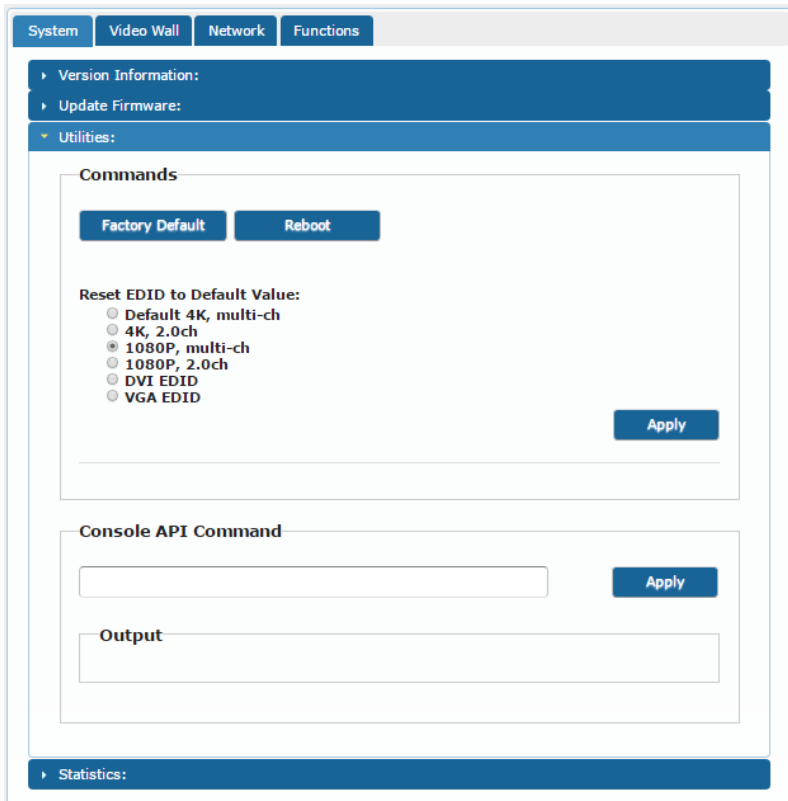 System Video Wall Network Functions
Version Information:
Update Firmware:
Utilities:
Commands
Factory Default Reboot
Reset EDID to Default Value:
Default 4K, multi-ch
4K, 2.0ch
1080P, multi-ch
1080P, 2.0ch
DVI EDID
VGA EDID
Apply
Console API Command
Apply
Output
Statistics: